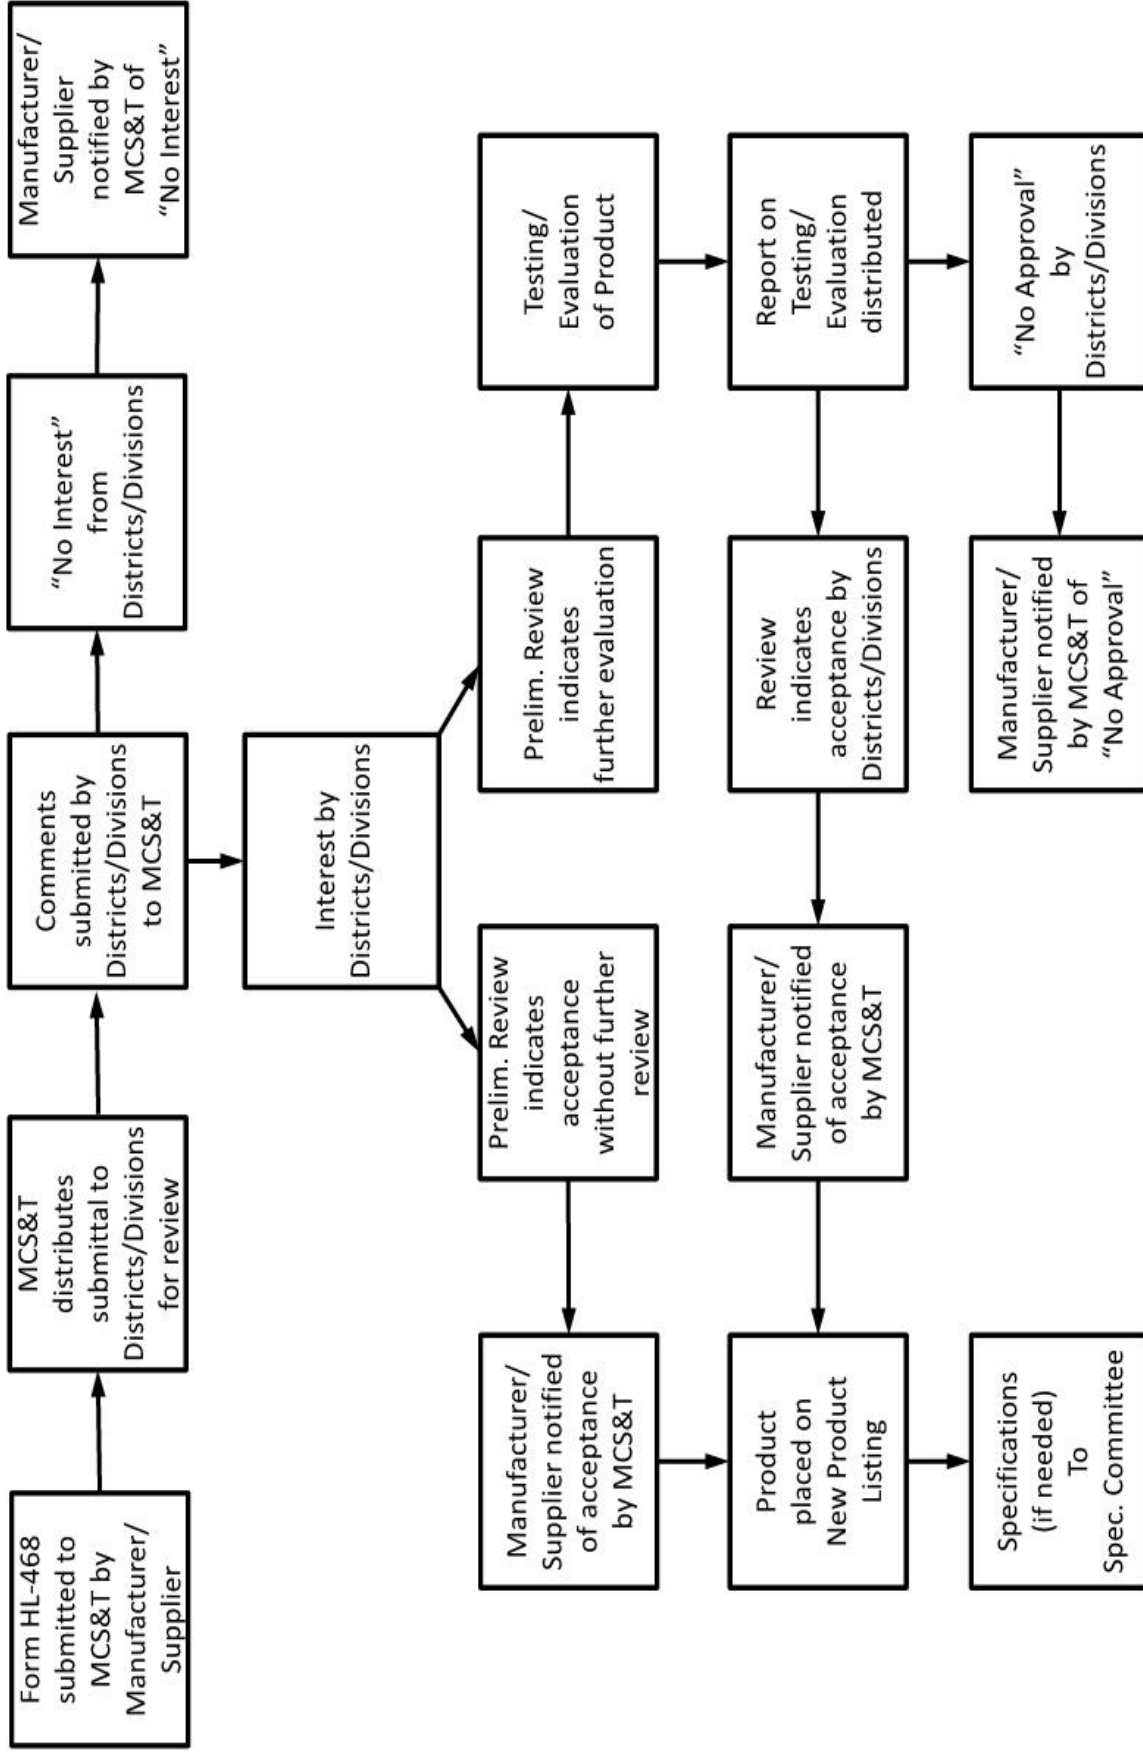 Form HL-468
submitted to
MCS&T by
Manufacturer/
Supplier
MCS&T
distributes
submittal to
Districts/Divisions
for review
Comments
submitted by
Districts/Divisions
to MCS&T
“No Interest”
from
Districts/Divisions
Manufacturer/
Supplier
notified by
MCS&T of
“No Interest”
Interest by
Districts/Divisions
Prelim. Review
indicates
acceptance
without further
review
Prelim. Review
indicates
further evaluation
Testing/
Evaluation
of Product
Manufacturer/
Supplier notified
of acceptance
by MCS&T
Product
placed on
New Product
Listing
Manufacturer/
Supplier notified
of acceptance
by MCS&T
Review
indicates
acceptance by
Districts/Divisions
Report on
Testing/
Evaluation
distributed
Specifications
(if needed)
To
Spec. Committee
Manufacturer/
Supplier notified
by MCS&T of
“No Approval”
“No Approval”
by
Districts/Divisions